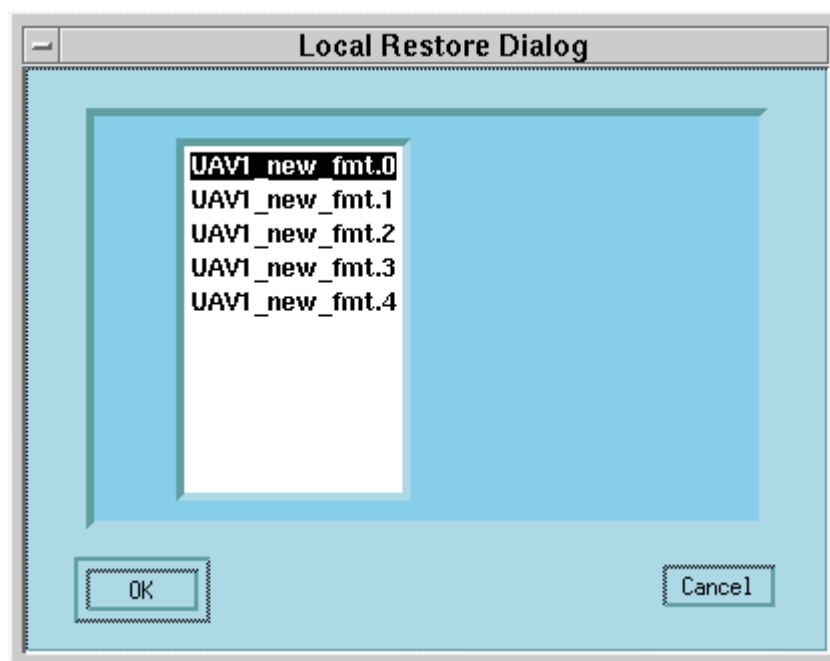 Local Restore Dialog
UAV1_new_fmt.0
UAV1_new_fmt.1
UAV1_new_fmt.2
UAV1_new_fmt.3
UAV1_new_fmt.4
OK
Cancel